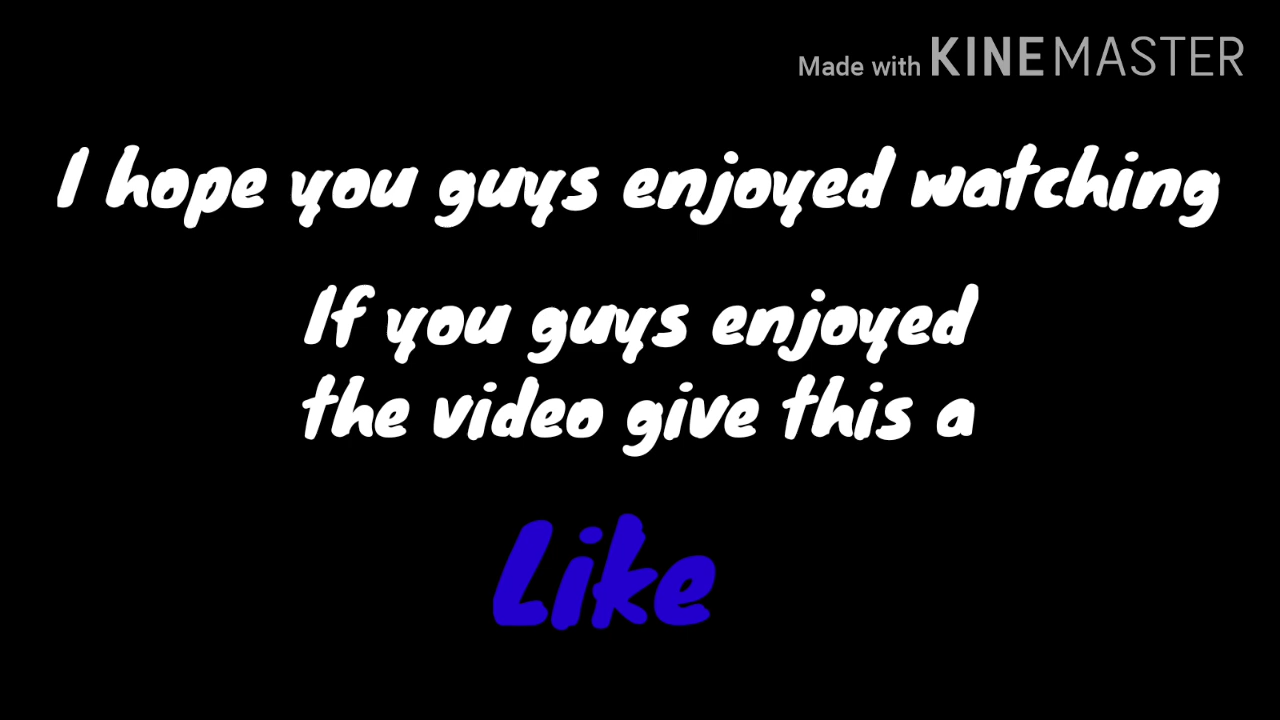 Made with KINEMASTER
I hope you guys enjoyed watching
If you guys enjoyed
the video give this a
Like